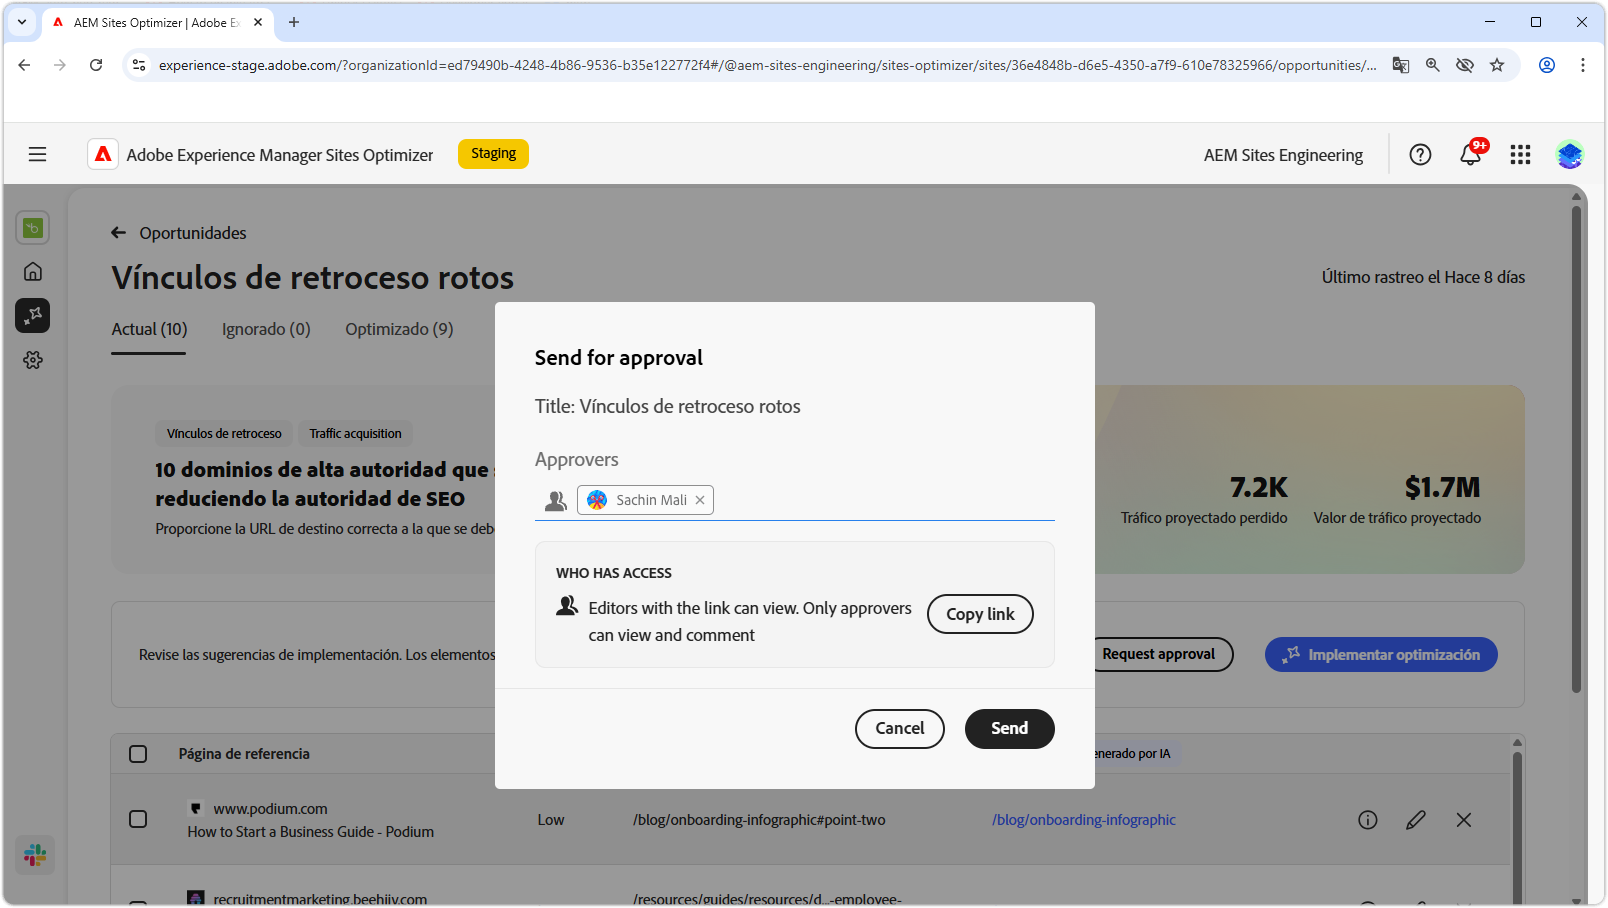 AEM Sites Optimizer | Adobe Ex
experience-stage.adobe.com/?organizationId=ed79490b-4248-4b86-9536-b35e122772f4#/@aem-sites-engineering/sites-optimizer/sites/36e4848b-d6e5-4350-a7f9-610e78325966/opportunities/...
Adobe Experience Manager Sites Optimizer
Staging
AEM Sites Engineering
9+
Oportunidades
Vínculos de retroceso rotos
Último rastreo el Hace 8 días
Actual (10)
Ignorado (0)
Optimizado (9)
Vínculos de retroceso
Traffic acquisition
10 dominios de alta autoridad que
reduciendo la autoridad de SEO
Proporcione la URL de destino correcta a la que se deb
7.2K
Tráfico proyectado perdido
$1.7M
Valor de tráfico proyectado
Send for approval
Title: Vínculos de retroceso rotos
Approvers
Sachin Mali
WHO HAS ACCESS
Editors with the link can view. Only approvers
can view and comment
Copy link
Cancel
Send
Revise las sugerencias de implementación. Los elementos
Request approval
Implementar optimización
Página de referencia
enerado por IA
www.podium.com
How to Start a Business Guide - Podium
Low
/blog/onboarding-infographic#point-two
/blog/onboarding-infographic
recruitmentmarketing.beehiiv.com
/resources/guides/resources/d...-employee-